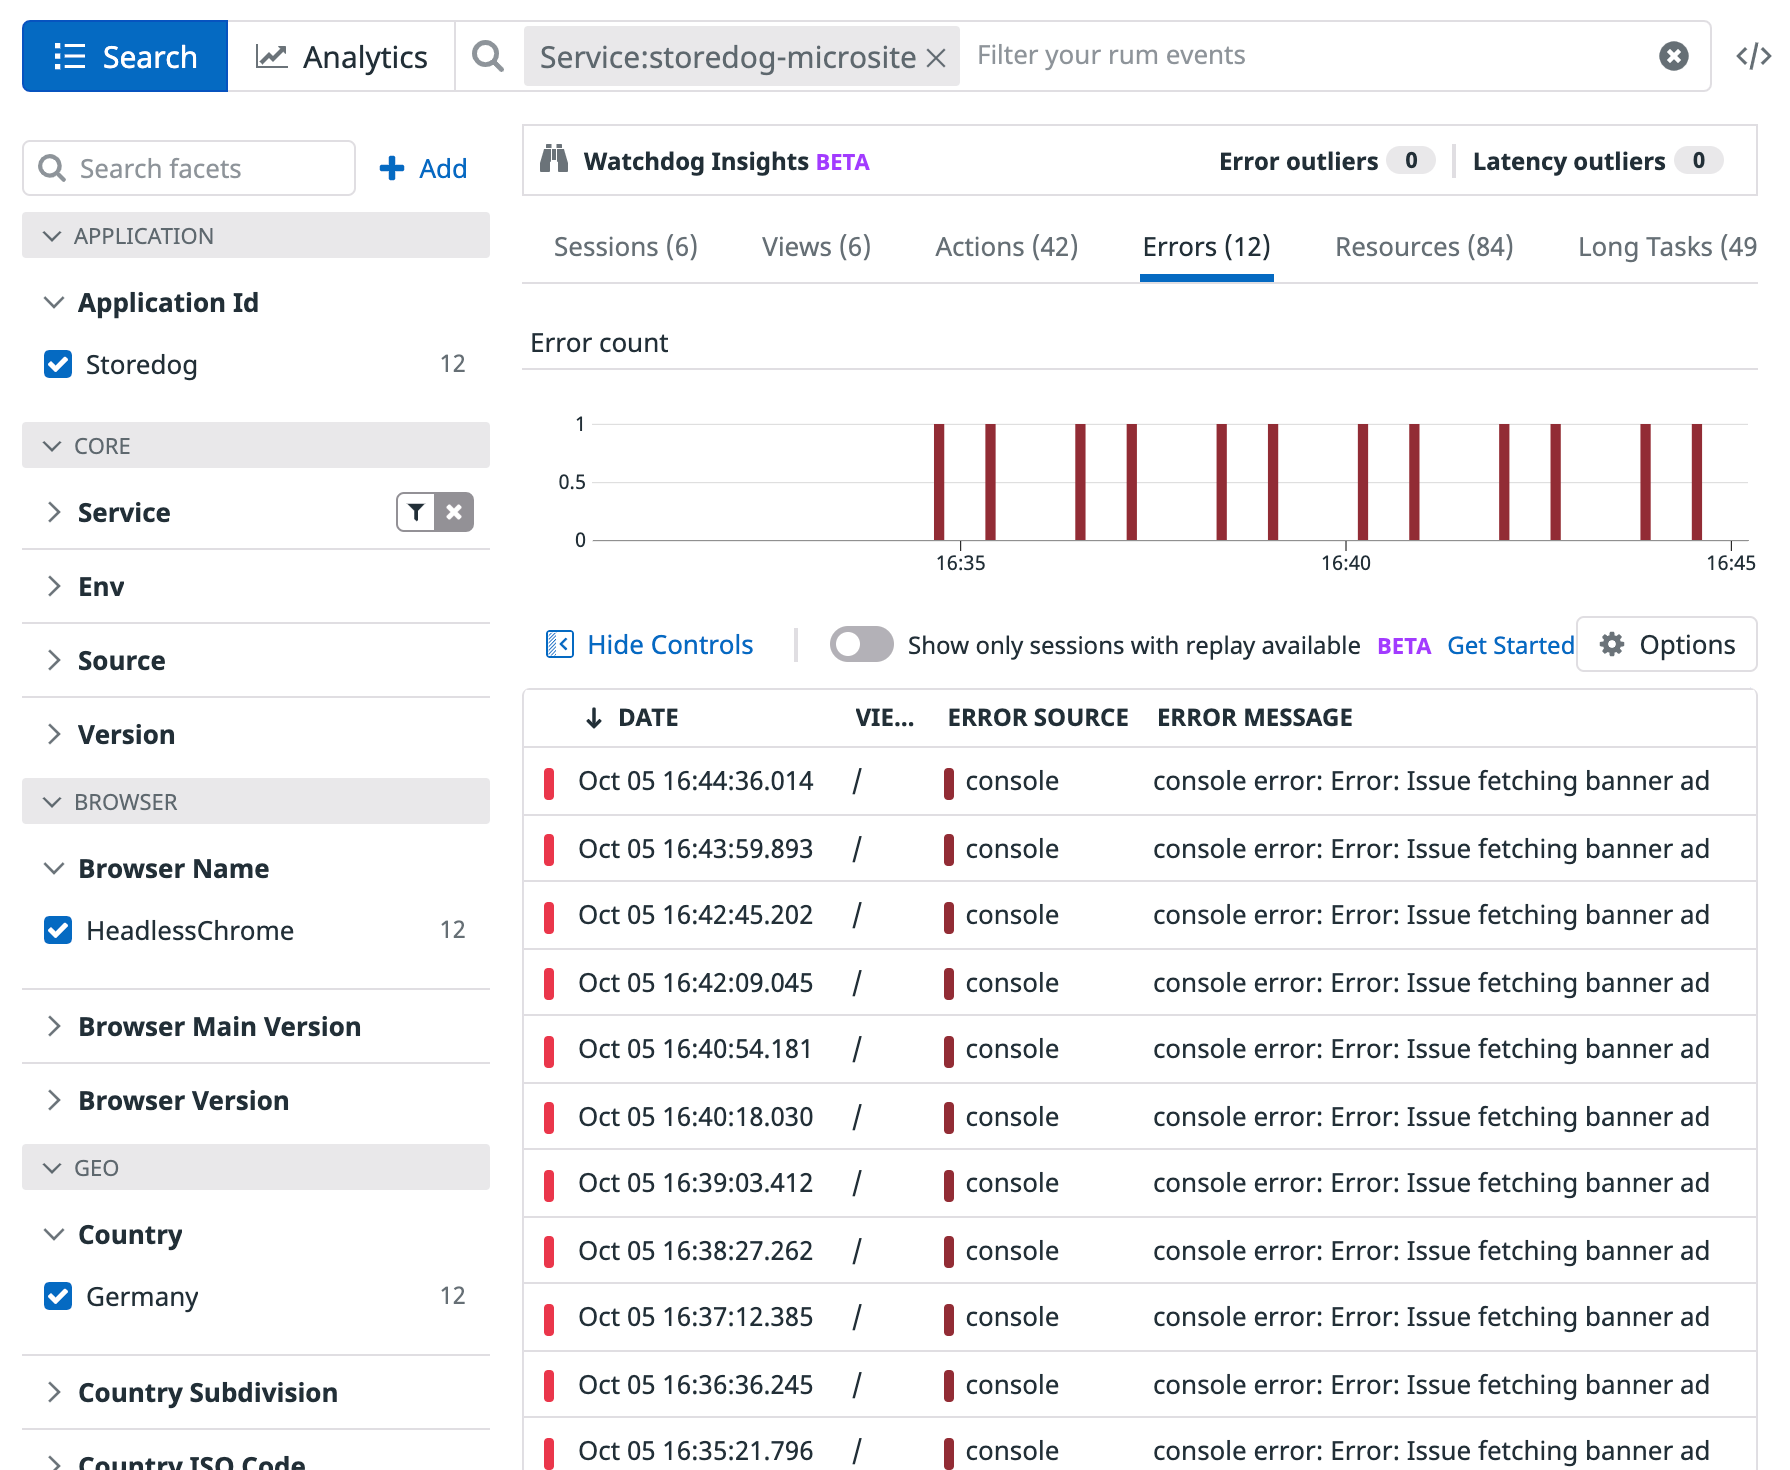 Search
Analytics
Service:storedog-microsite
Filter your rum events
Search facets
Add
APPLICATION
Application Id
Storedog 12
CORE
Service
Env
Source
Version
BROWSER
Browser Name
HeadlessChrome 12
Browser Main Version
Browser Version
GEO
Country
Germany 12
Country Subdivision
Country ISO Code
Watchdog Insights BETA
Error outliers 0
Latency outliers 0
Sessions (6) Views (6) Actions (42) Errors (12) Resources (84) Long Tasks (49
Error count
1
0.5
0
16:35 16:40 16:45
Hide Controls
Show only sessions with replay available BETA Get Started
Options
DATE VIE... ERROR SOURCE ERROR MESSAGE
Oct 05 16:44:36.014 / console console error: Error: Issue fetching banner ad
Oct 05 16:43:59.893 / console console error: Error: Issue fetching banner ad
Oct 05 16:42:45.202 / console console error: Error: Issue fetching banner ad
Oct 05 16:42:09.045 / console console error: Error: Issue fetching banner ad
Oct 05 16:40:54.181 / console console error: Error: Issue fetching banner ad
Oct 05 16:40:18.030 / console console error: Error: Issue fetching banner ad
Oct 05 16:39:03.412 / console console error: Error: Issue fetching banner ad
Oct 05 16:38:27.262 / console console error: Error: Issue fetching banner ad
Oct 05 16:37:12.385 / console console error: Error: Issue fetching banner ad
Oct 05 16:36:36.245 / console console error: Error: Issue fetching banner ad
Oct 05 16:35:21.796 / console console error: Error: Issue fetching banner ad